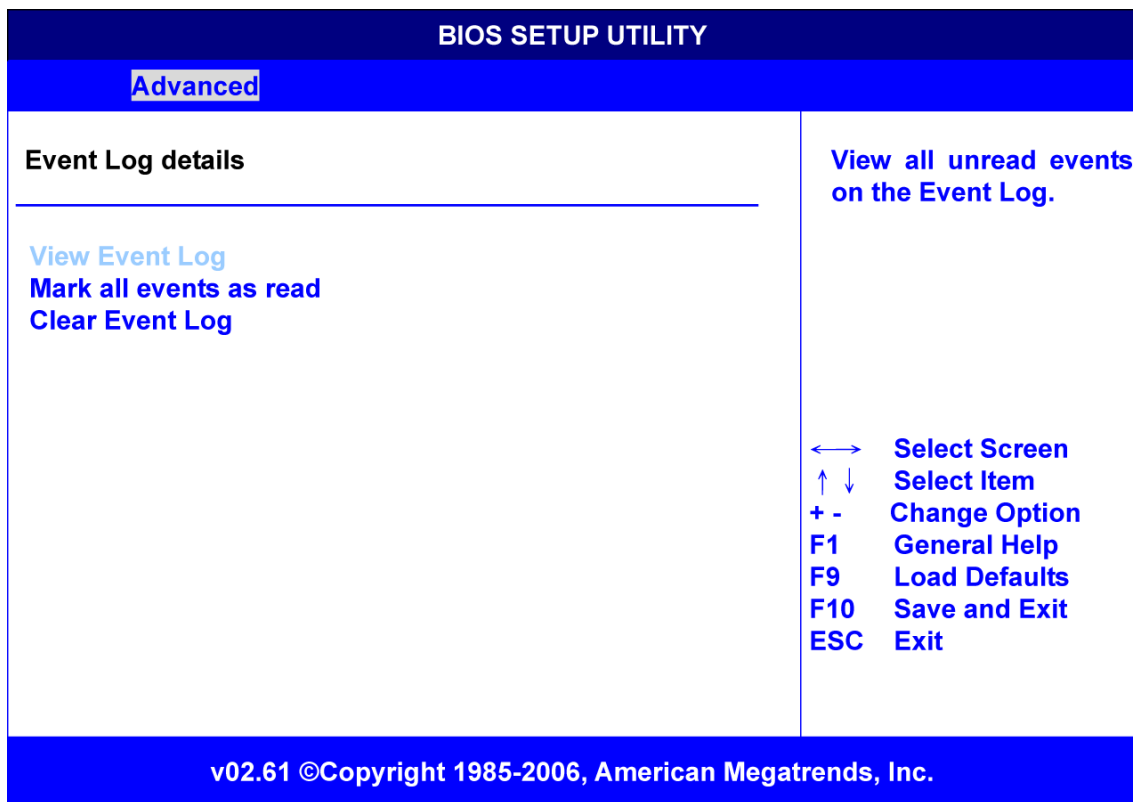 BIOS SETUP UTILITY
Advanced
Event Log details
View Event Log
Mark all events as read
Clear Event Log
View all unread events
on the Event Log.
←→ Select Screen
↑ ↓ Select Item
+ - Change Option
F1 General Help
F9 Load Defaults
F10 Save and Exit
ESC Exit
v02.61 ©Copyright 1985-2006, American Megatrends, Inc.